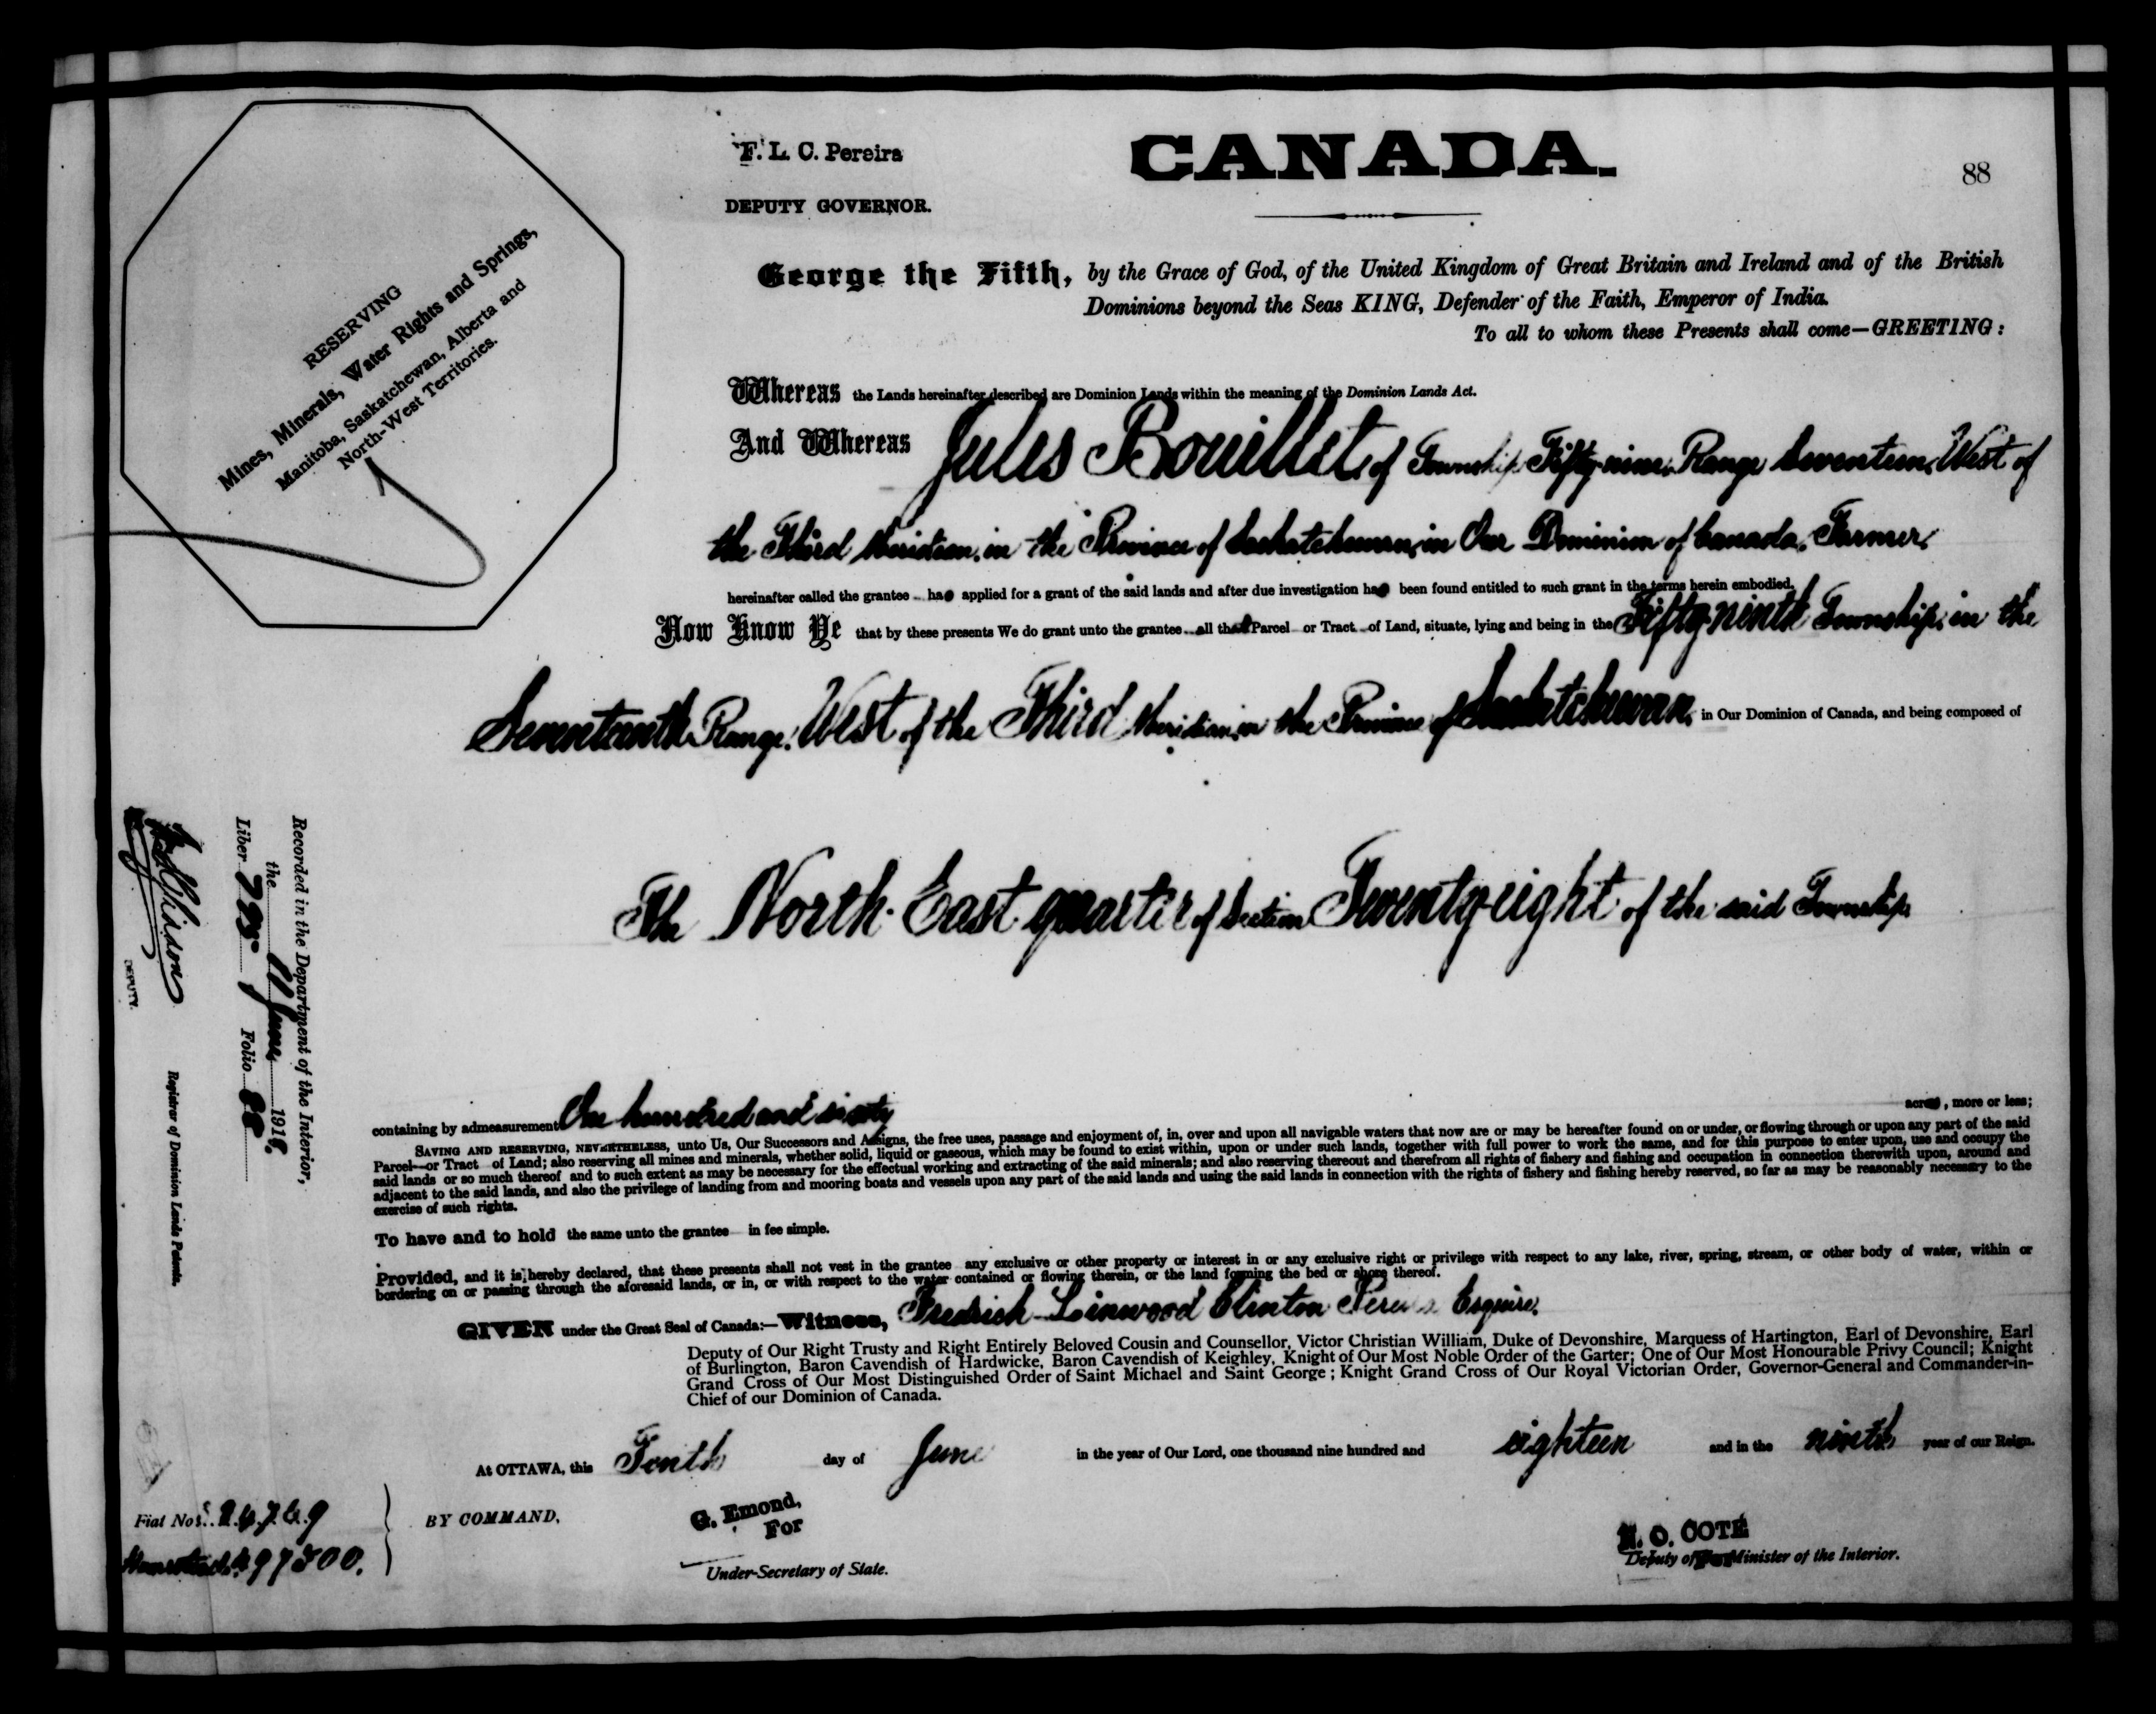 F. L. C. Pereira
DEPUTY GOVERNOR.
CANADA.
88
RESERVING
Mines, Minerals, Water Rights and Springs,
Manitoba, Saskatchewan, Alberta and
North-West Territories.
George the Fifth, by the Grace of God, of the United Kingdom of Great Britain and Ireland and of the British
Dominions beyond the Seas KING, Defender of the Faith, Emperor of India.
To all to whom these Presents shall come—GREETING:
Whereas the Lands hereinafter described are Dominion Lands within the meaning of the Dominion Lands Act.
And Whereas Jules Bouillet, of Township Fifty-nine, Range Seventeen, West of
the Third Meridian, in the Province of Saskatchewan, in Our Dominion of Canada, Farmer,
hereinafter called the grantee has applied for a grant of the said lands and after due investigation has been found entitled to such grant in the terms herein embodied.
Now Know Ye that by these presents We do grant unto the grantee all that Parcel or Tract of Land, situate, lying and being in the Fifty-ninth Township, in the
Seventeenth Range, West of the Third Meridian, in the Province of Saskatchewan, in Our Dominion of Canada, and being composed of
The North East quarter of Section Twenty-eight of the said Township
containing by admeasurement One hundred and sixty acres, more or less;
SAVING AND RESERVING, NEVERTHELESS, unto Us, Our Successors and Assigns, the free uses, passage and enjoyment of, in, over and upon all navigable waters that now are or may be hereafter found on or under, or flowing through or upon any part of the said
Parcel or Tract of Land; also reserving all mines and minerals, whether solid, liquid or gaseous, which may be found to exist within, upon or under such lands, together with full power to work the same, and for this purpose to enter upon, use and occupy the
said lands or so much thereof and to such extent as may be necessary for the effectual working and extracting of the said minerals; and also reserving thereout and therefrom all rights of fishery and fishing and occupation in connection therewith upon, around and
adjacent to the said lands, and also the privilege of landing from and mooring boats and vessels upon any part of the said lands and using the said lands in connection with the rights of fishery and fishing hereby reserved, so far as may be reasonably necessary to the
exercise of such rights.
To have and to hold the same unto the grantee in fee simple.
Provided, and it is hereby declared, that these presents shall not vest in the grantee any exclusive or other property or interest in or any exclusive right or privilege with respect to any lake, river, spring, stream, or other body of water, within or
bordering on or passing through the aforesaid lands, or in, or with respect to the water contained or flowing therein, or the land forming the bed or shore thereof.
GIVEN under the Great Seal of Canada:—Witness, Fredrick Linwood Clinton Pereira Esquire,
Deputy of Our Right Trusty and Right Entirely Beloved Cousin and Counsellor, Victor Christian William, Duke of Devonshire, Marquess of Hartington, Earl of Devonshire, Earl
of Burlington, Baron Cavendish of Hardwicke, Baron Cavendish of Keighley, Knight of Our Most Noble Order of the Garter; One of Our Most Honourable Privy Council; Knight
Grand Cross of Our Most Distinguished Order of Saint Michael and Saint George; Knight Grand Cross of Our Royal Victorian Order, Governor-General and Commander-in-
Chief of our Dominion of Canada.
At OTTAWA, this Tenth day of June in the year of Our Lord, one thousand nine hundred and eighteen and in the ninth year of our Reign.
BY COMMAND,
G. Emond,
For
Under-Secretary of State.
N. O. COTE
Deputy of Minister of the Interior.
Recorded in the Department of the Interior,
the 11 June 1918
Liber Folio 88
DEPUTY.
Registrar of Dominion Lands Patents.
Fiat No
Homestead